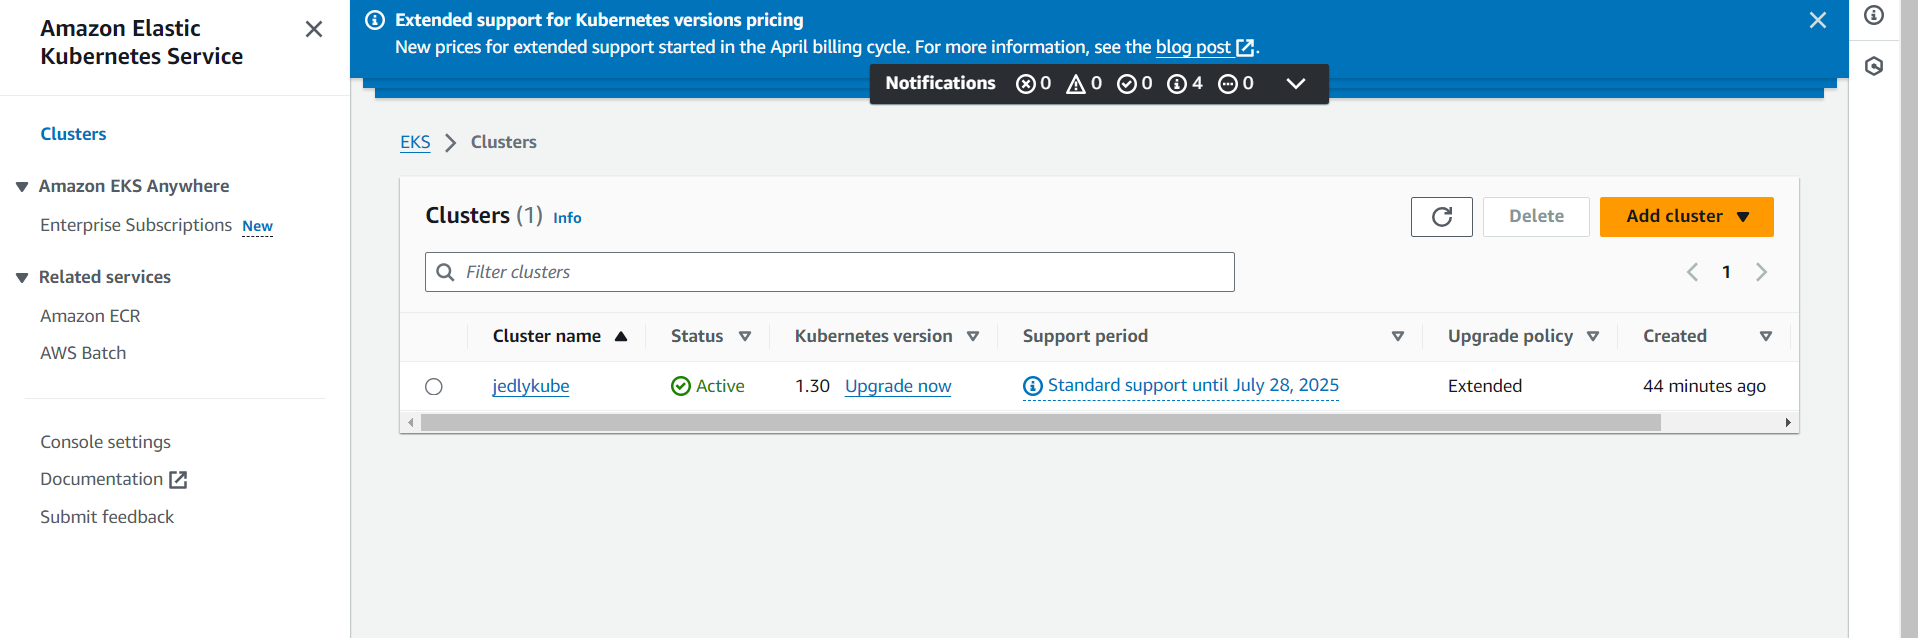 Amazon Elastic
Kubernetes Service
Clusters
Amazon EKS Anywhere
Enterprise Subscriptions New
Related services
Amazon ECR
AWS Batch
Console settings
Documentation
Submit feedback
Extended support for Kubernetes versions pricing
New prices for extended support started in the April billing cycle. For more information, see the blog post.
Notifications 0 0 0 4 0
EKS Clusters
Clusters (1) Info
Delete
Add cluster
Filter clusters
1
Cluster name Status Kubernetes version Support period Upgrade policy Created
jedlykube Active 1.30 Upgrade now Standard support until July 28, 2025 Extended 44 minutes ago